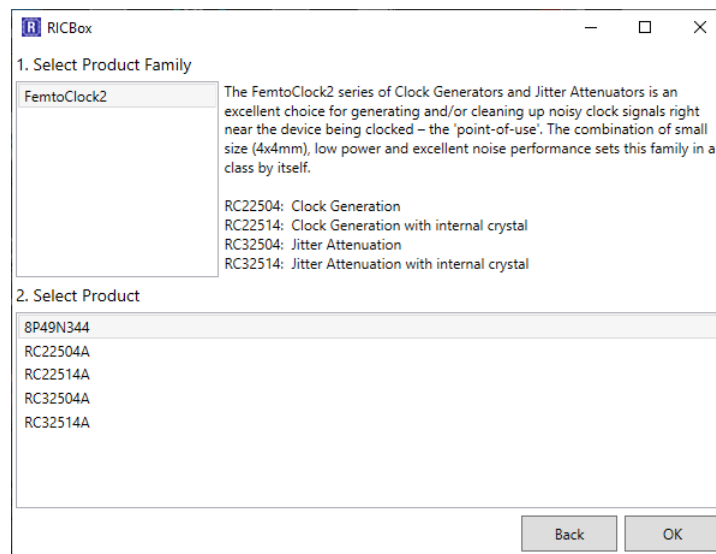 RICBox
1. Select Product Family
FemtoClock2
The FemtoClock2 series of Clock Generators and Jitter Attenuators is an
excellent choice for generating and/or cleaning up noisy clock signals right
near the device being clocked – the 'point-of-use'. The combination of small
size (4x4mm), low power and excellent noise performance sets this family in a
class by itself.
RC22504: Clock Generation
RC22514: Clock Generation with internal crystal
RC32504: Jitter Attenuation
RC32514: Jitter Attenuation with internal crystal
2. Select Product
8P49N344
RC22504A
RC22514A
RC32504A
RC32514A
Back
OK